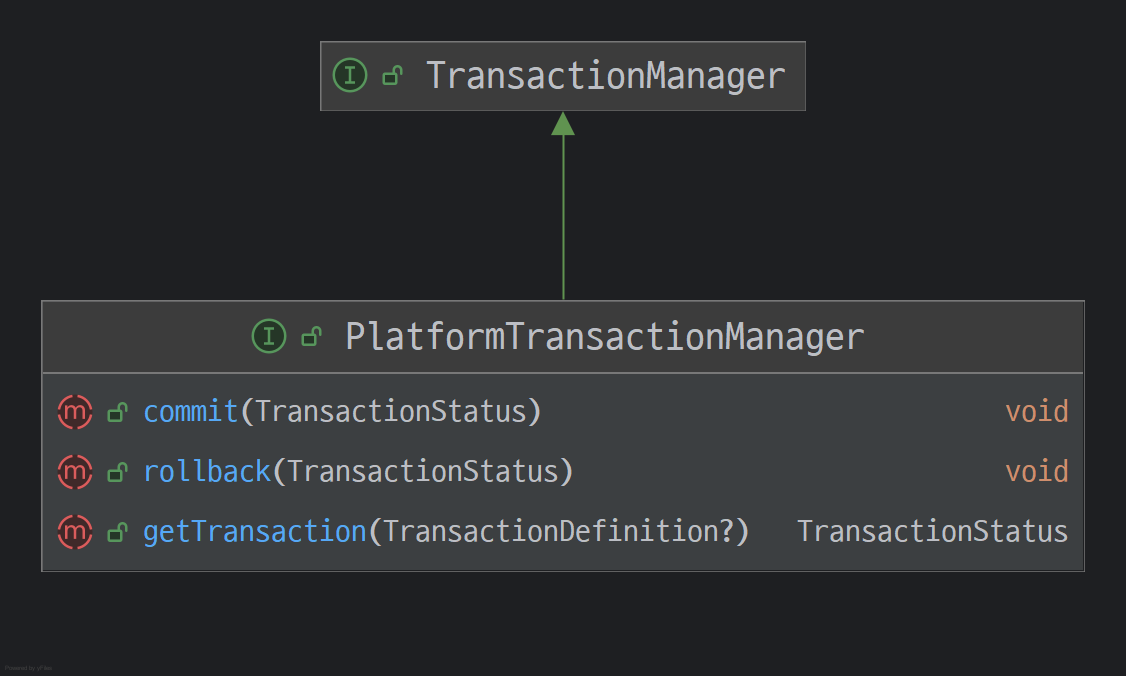 TransactionManager
PlatformTransactionManager
commit(TransactionStatus) void
rollback(TransactionStatus) void
getTransaction(TransactionDefinition?) TransactionStatus
Powered by yFiles